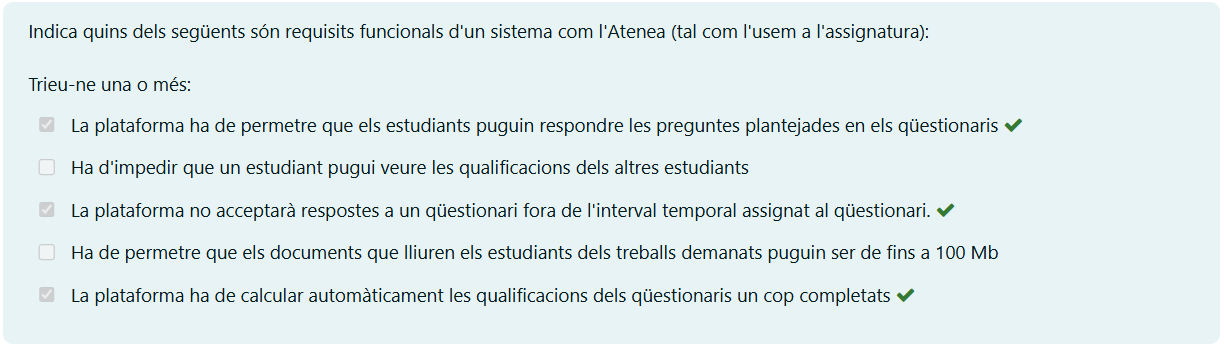 Indica quins dels següents són requisits funcionals d'un sistema com l'Atenea (tal com l'usem a l'assignatura):
Trieu-ne una o més:
La plataforma ha de permetre que els estudiants puguin respondre les preguntes plantejades en els qüestionaris
Ha d'impedir que un estudiant pugui veure les qualificacions dels altres estudiants
La plataforma no acceptarà respostes a un qüestionari fora de l'interval temporal assignat al qüestionari.
Ha de permetre que els documents que lliuren els estudiants dels treballs demanats puguin ser de fins a 100 Mb
La plataforma ha de calcular automàticament les qualificacions dels qüestionaris un cop completats